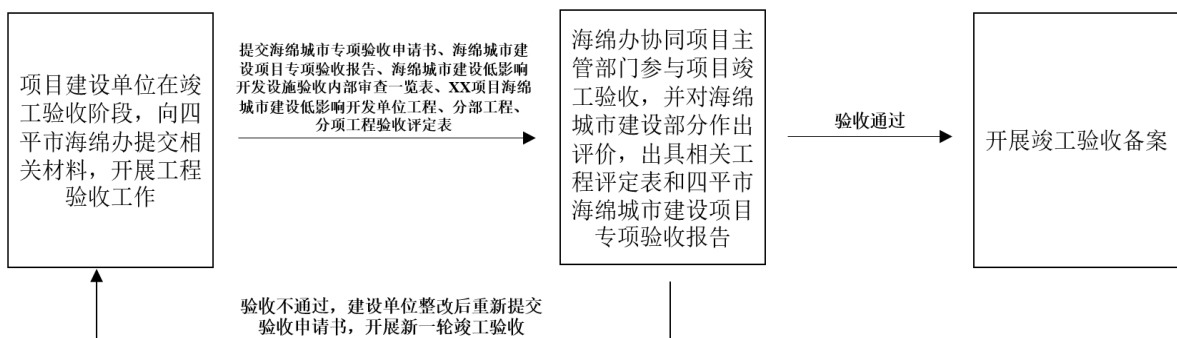 项目建设单位在竣
工验收阶段，向四
平市海绵办提交相
关材料，开展工程
验收工作
提交海绵城市专项验收申请书、海绵城市建
设项目专项验收报告、海绵城市建设低影响
开发设施验收内部审查一览表、XX项目海绵
城市建设低影响开发单位工程、分部工程、
分项工程验收评定表
海绵办协同项目主
管部门参与项目竣
工验收，并对海绵
城市建设部分作出
评价，出具相关工
程评定表和四平市
海绵城市建设项目
专项验收报告
验收通过
开展竣工验收备案
验收不通过，建设单位整改后重新提交
验收申请书，开展新一轮竣工验收